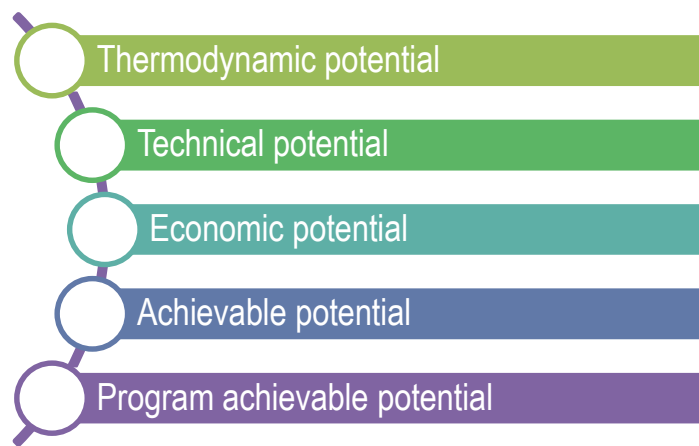 Thermodynamic potential
Technical potential
Economic potential
Achievable potential
Program achievable potential